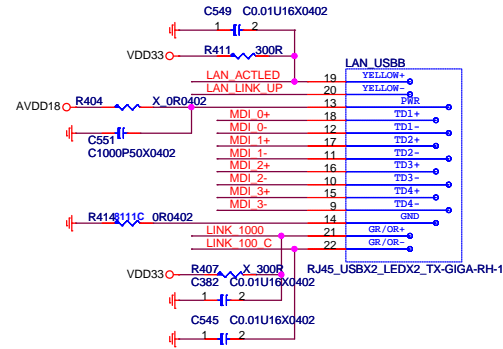 C549 C0.01U16X0402
1 2
VDD33 R411 300R LAN_USBB
LAN_ACTLED 19 YELLOW+
LAN_LINK_UP 20 YELLOW-
AVDD18 R404 X_0R0402 13 PWR
MDI_0+ 18 TD1+
MDI_0- 12 TD1-
C551 MDI_1+ 17 TD2+
C1000P50X0402 MDI_1- 11 TD2-
MDI_2+ 16 TD3+
MDI_2- 10 TD3-
MDI_3+ 15 TD4+
MDI_3- 9 TD4-
R414 8111C 0R0402 14 GND
LINK_1000 21 GR/OR+
LINK_100_C 22 GR/OR-
VDD33 R407 X_300R RJ45_USBX2_LEDX2_TX-GIGA-RH-1
C382 C0.01U16X0402
1 2
C545 C0.01U16X0402
1 2